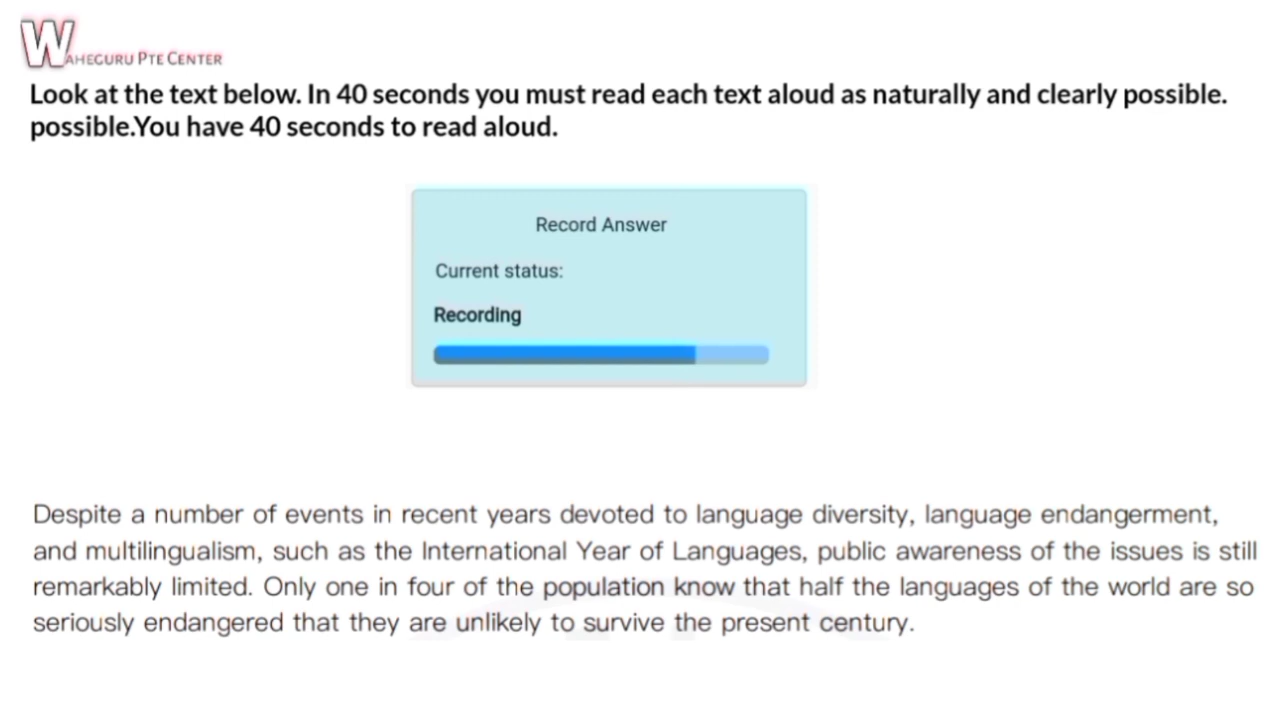 WAHEGURU PTE CENTER
Look at the text below. In 40 seconds you must read each text aloud as naturally and clearly possible.
possible.You have 40 seconds to read aloud.
Record Answer
Current status:
Recording
Despite a number of events in recent years devoted to language diversity, language endangerment,
and multilingualism, such as the International Year of Languages, public awareness of the issues is still
remarkably limited. Only one in four of the population know that half the languages of the world are so
seriously endangered that they are unlikely to survive the present century.